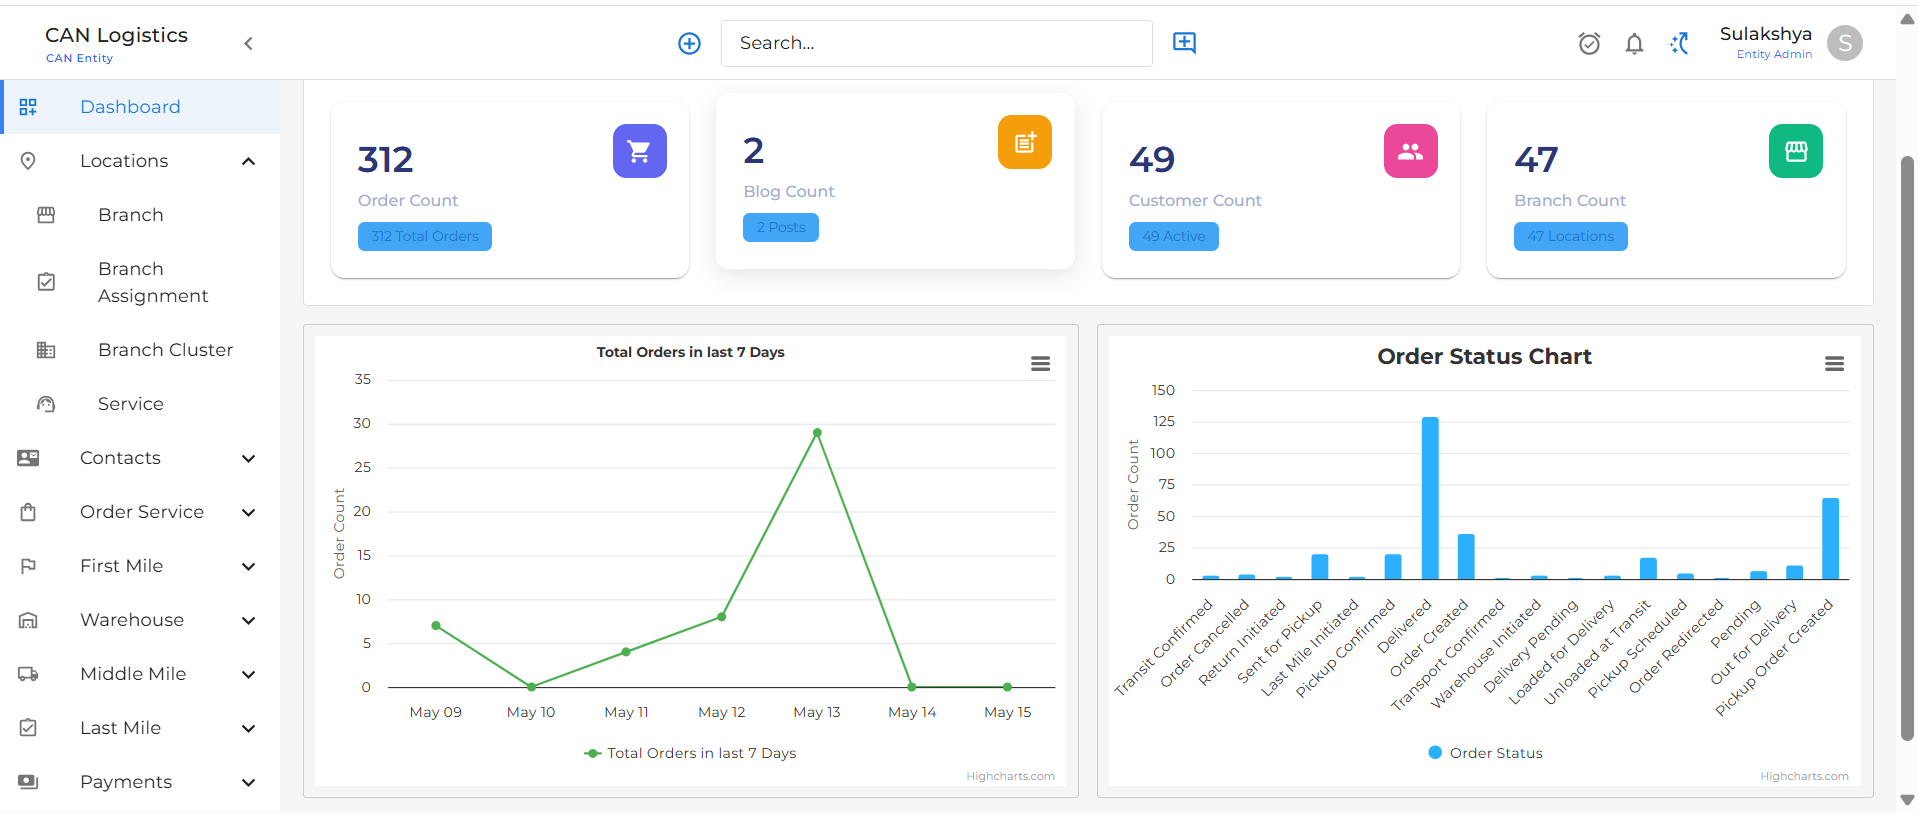 CAN Logistics
CAN Entity
Search...
Sulakshya
Entity Admin
S
Dashboard
Locations
Branch
Branch
Assignment
Branch Cluster
Service
Contacts
Order Service
First Mile
Warehouse
Middle Mile
Last Mile
Payments
312
Order Count
312 Total Orders
2
Blog Count
2 Posts
49
Customer Count
49 Active
47
Branch Count
47 Locations
Total Orders in last 7 Days
Order Count
35
30
25
20
15
10
5
0
May 09
May 10
May 11
May 12
May 13
May 14
May 15
Total Orders in last 7 Days
Highcharts.com
Order Status Chart
Order Count
150
125
100
75
50
25
0
Transit Confirmed
Order Cancelled
Return Initiated
Sent for Pickup
Last Mile Initiated
Pickup Confirmed
Delivered
Order Created
Transport Confirmed
Warehouse Initiated
Delivery Pending
Loaded for Delivery
Unloaded at Transit
Pickup Scheduled
Order Redirected
Pending
Out for Delivery
Pickup Order Created
Order Status
Highcharts.com